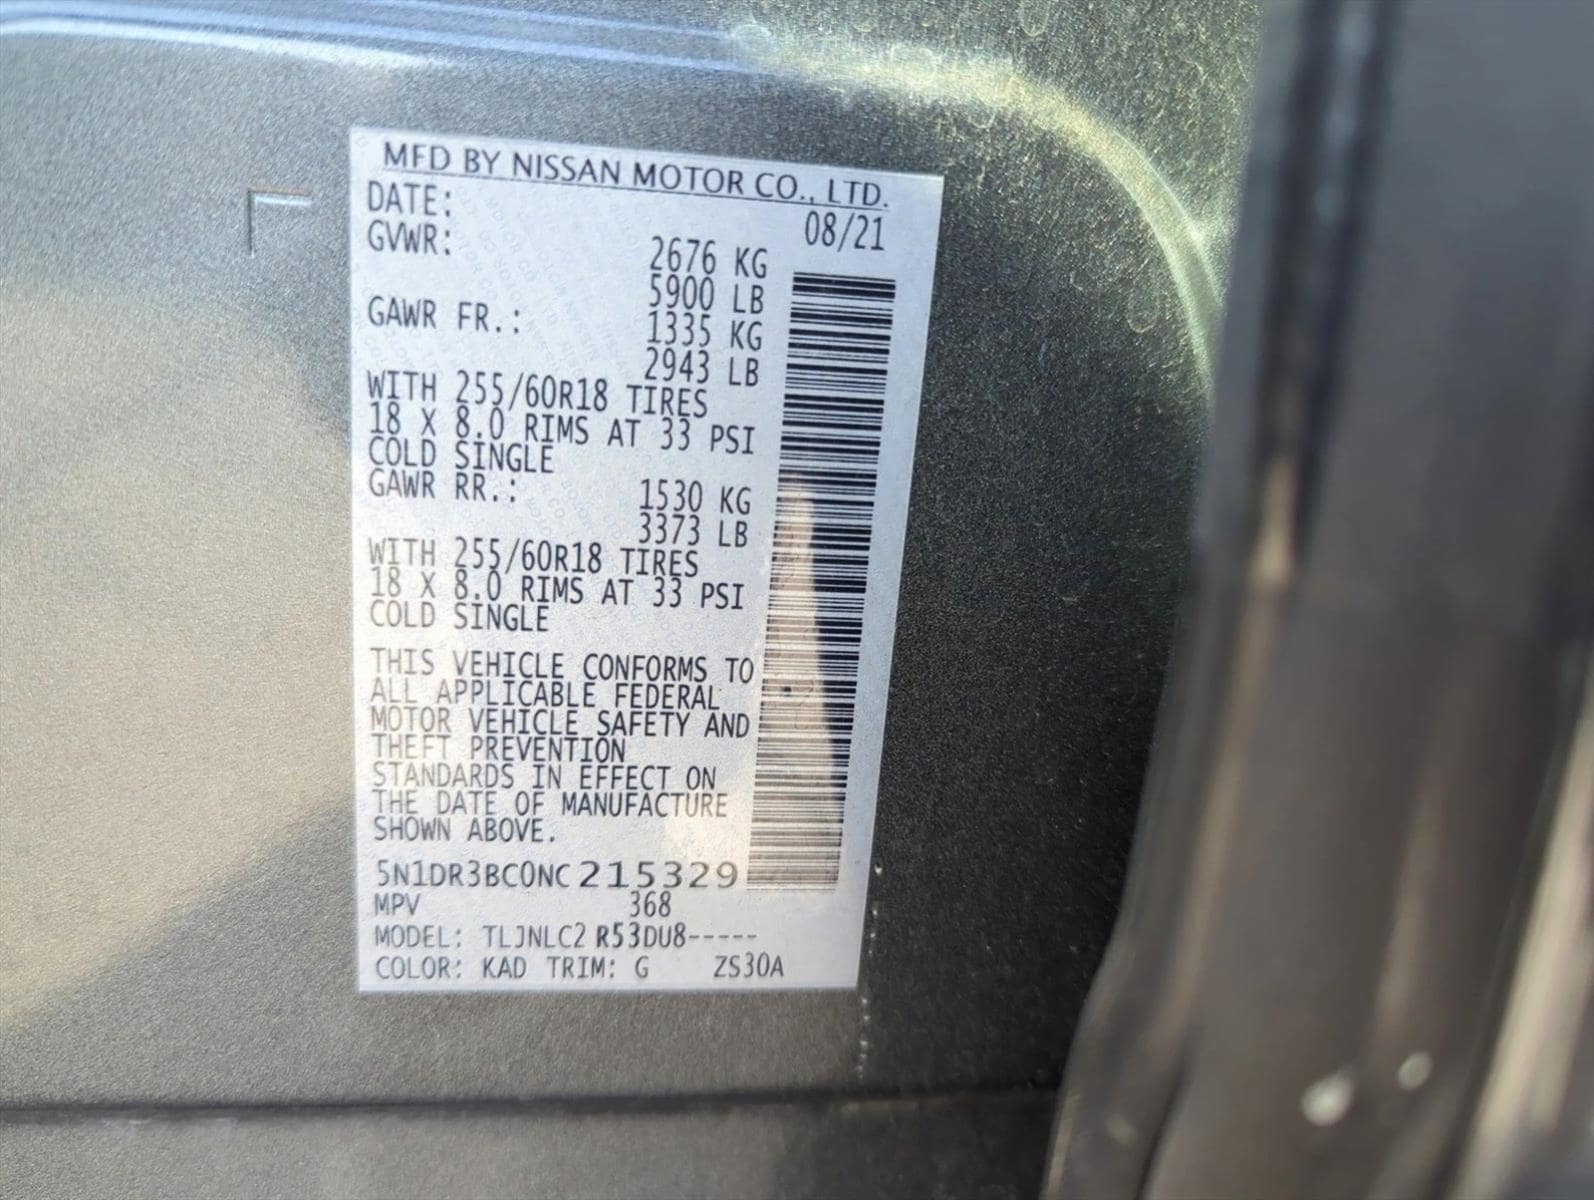 MFD BY NISSAN MOTOR CO., LTD.
DATE: 08/21
GVWR: 2676 KG
5900 LB
GAWR FR.: 1335 KG
2943 LB
WITH 255/60R18 TIRES
18 X 8.0 RIMS AT 33 PSI
COLD SINGLE
GAWR RR.: 1530 KG
3373 LB
WITH 255/60R18 TIRES
18 X 8.0 RIMS AT 33 PSI
COLD SINGLE
THIS VEHICLE CONFORMS TO
ALL APPLICABLE FEDERAL
MOTOR VEHICLE SAFETY AND
THEFT PREVENTION
STANDARDS IN EFFECT ON
THE DATE OF MANUFACTURE
SHOWN ABOVE.
5N1DR3BC0NC215329
MPV 368
MODEL: TLJNLC2 R53DU8-----
COLOR: KAD TRIM: G ZS30A